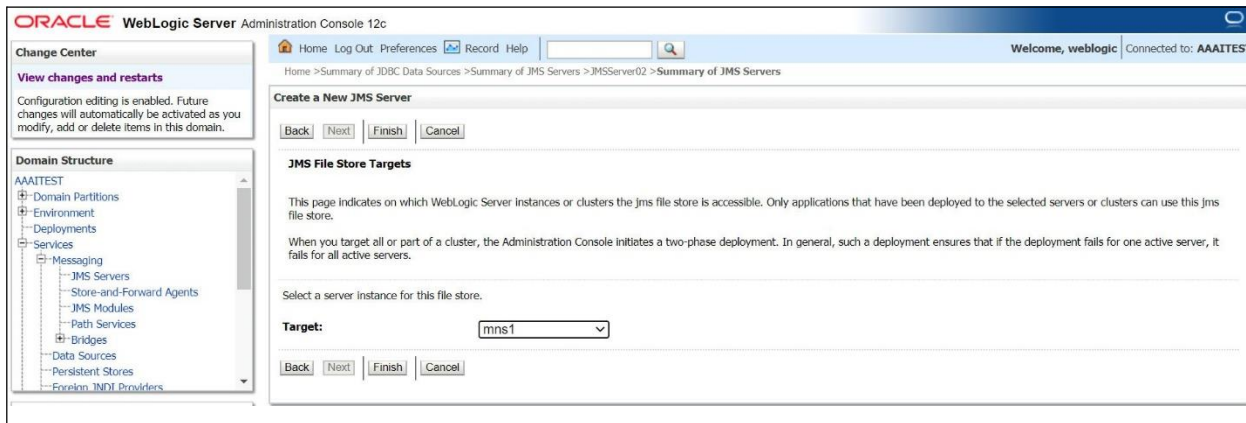 ORACLE WebLogic Server Administration Console 12c
Change Center
View changes and restarts
Configuration editing is enabled. Future
changes will automatically be activated as you
modify, add or delete items in this domain.
Domain Structure
AAAITEST
Domain Partitions
Environment
Deployments
Services
Messaging
JMS Servers
Store-and-Forward Agents
JMS Modules
Path Services
Bridges
Data Sources
Persistent Stores
Foreign JNDI Providers
Home Log Out Preferences Record Help
Welcome, weblogic Connected to: AAAITEST
Home >Summary of JDBC Data Sources >Summary of JMS Servers >JMSServer02 >Summary of JMS Servers
Create a New JMS Server
Back Next Finish Cancel
JMS File Store Targets
This page indicates on which WebLogic Server instances or clusters the jms file store is accessible. Only applications that have been deployed to the selected servers or clusters can use this jms
file store.
When you target all or part of a cluster, the Administration Console initiates a two-phase deployment. In general, such a deployment ensures that if the deployment fails for one active server, it
fails for all active servers.
Select a server instance for this file store.
Target: mns1
Back Next Finish Cancel